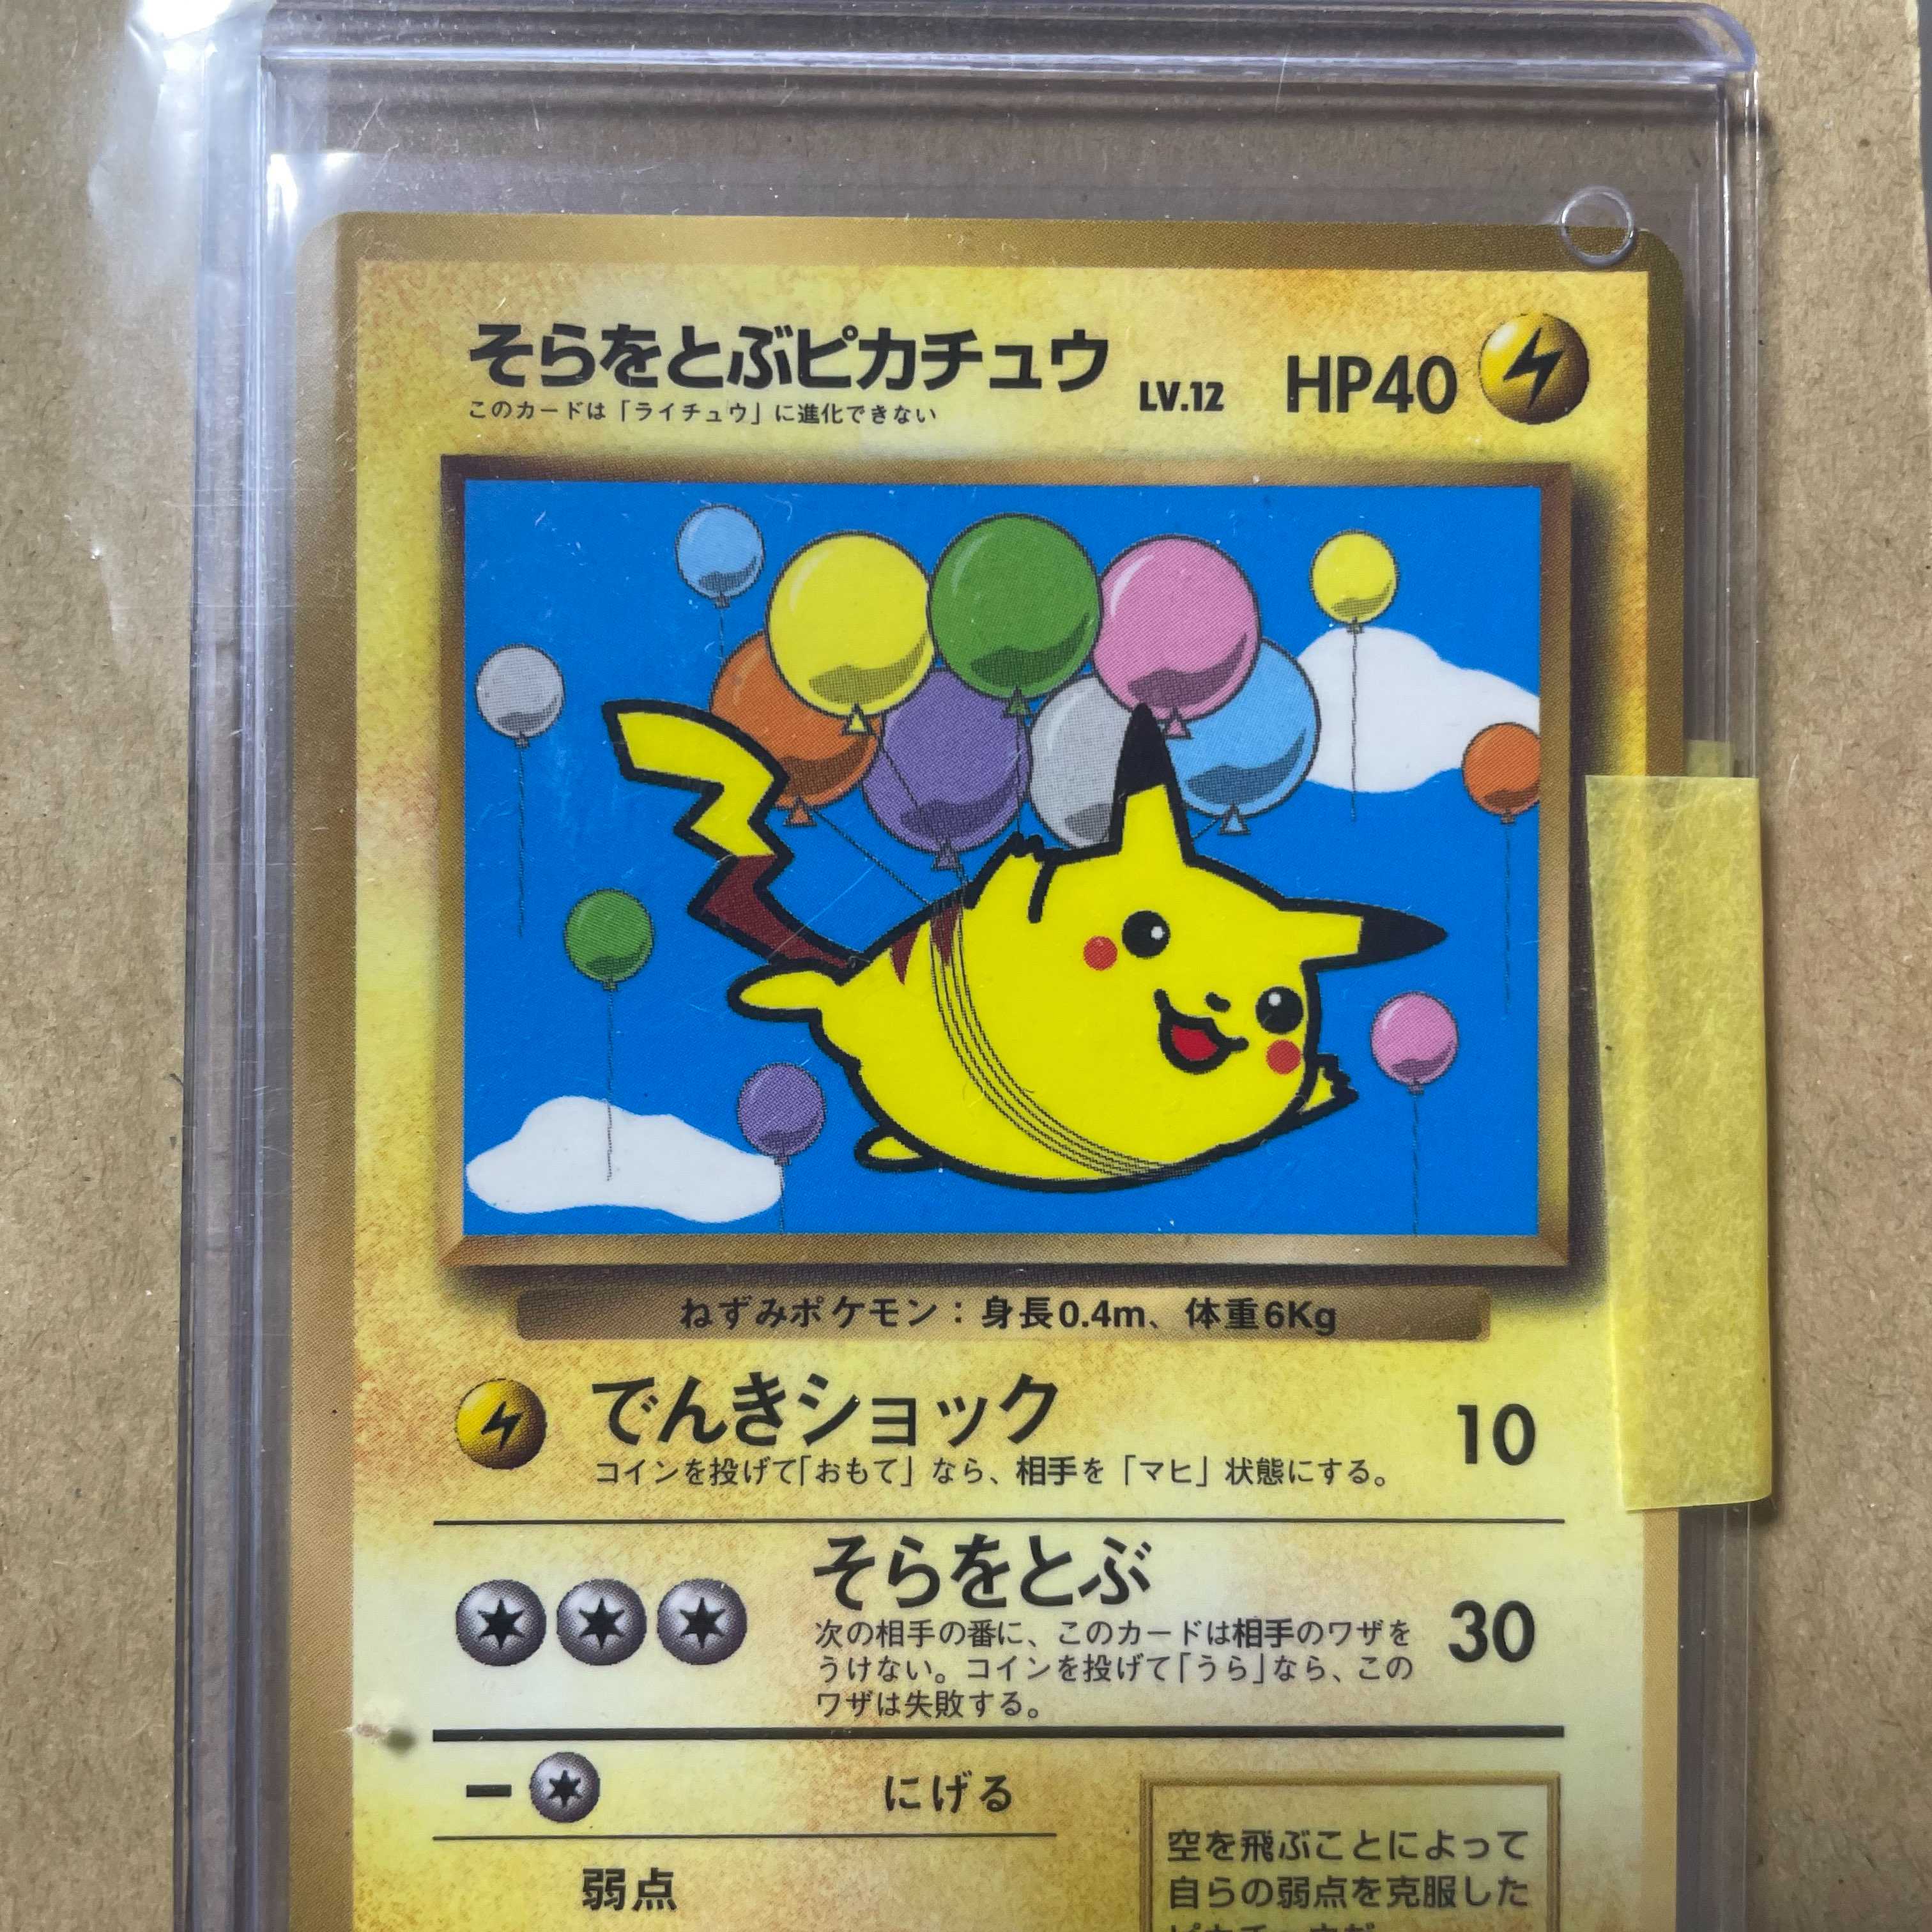 そらをとぶピカチュウ LV.12 HP40
このカードは「ライチュウ」に進化できない
ねずみポケモン：身長0.4m、体重6Kg
でんきショック 10
コインを投げて「おもて」なら、相手を「マヒ」状態にする。
そらをとぶ 30
次の相手の番に、このカードは相手のワザを
うけない。コインを投げて「うら」なら、この
ワザは失敗する。
にげる
弱点
空を飛ぶことによって
自らの弱点を克服した